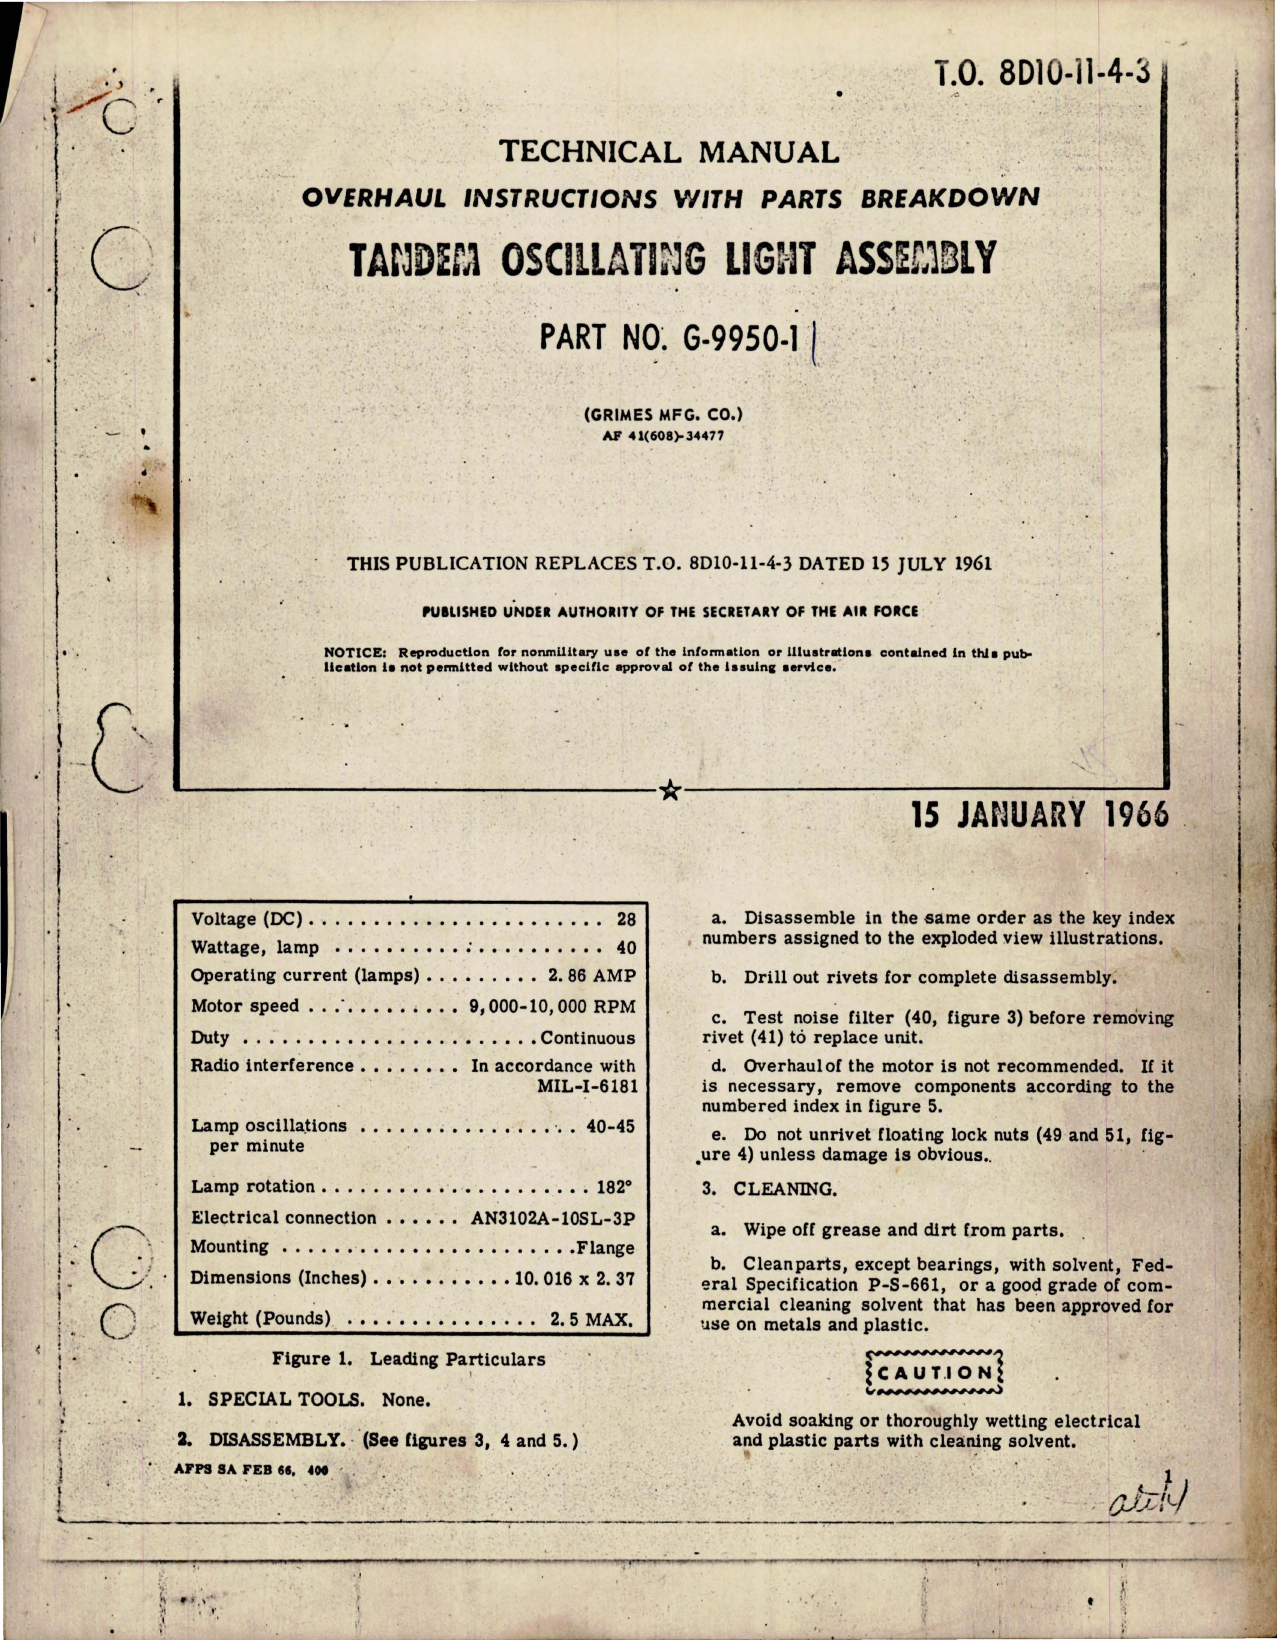 T.O. 8D10-11-4-3
TECHNICAL MANUAL
OVERHAUL INSTRUCTIONS WITH PARTS BREAKDOWN
TANDEM OSCILLATING LIGHT ASSEMBLY
PART NO. G-9950-1
(GRIMES MFG. CO.)
AF 41(608)-34477
THIS PUBLICATION REPLACES T.O. 8D10-11-4-3 DATED 15 JULY 1961
PUBLISHED UNDER AUTHORITY OF THE SECRETARY OF THE AIR FORCE
NOTICE: Reproduction for nonmilitary use of the information or illustrations contained in this pub-
lication is not permitted without specific approval of the issuing service.
15 JANUARY 1966
Voltage (DC) . . . . . . . . . . . . . . . . . . . . . . . 28
Wattage, lamp . . . . . . . . . . . . . . . . . . . . . 40
Operating current (lamps) . . . . . . . . . 2.86 AMP
Motor speed . . . . . . . . . . . . 9,000-10,000 RPM
Duty . . . . . . . . . . . . . . . . . . . . . . . Continuous
Radio interference . . . . . . . . In accordance with
MIL-I-6181
Lamp oscillations . . . . . . . . . . . . . . . . . 40-45
per minute
Lamp rotation . . . . . . . . . . . . . . . . . . . . . 182°
Electrical connection . . . . . . AN3102A-10SL-3P
Mounting . . . . . . . . . . . . . . . . . . . . . . . Flange
Dimensions (Inches) . . . . . . . . . . . 10.016 x 2.37
Weight (Pounds) . . . . . . . . . . . . . . . 2.5 MAX.
Figure 1. Leading Particulars
1. SPECIAL TOOLS. None.
2. DISASSEMBLY. (See figures 3, 4 and 5.)
AFPS SA FEB 66, 400
a. Disassemble in the same order as the key index
numbers assigned to the exploded view illustrations.
b. Drill out rivets for complete disassembly.
c. Test noise filter (40, figure 3) before removing
rivet (41) to replace unit.
d. Overhaul of the motor is not recommended. If it
is necessary, remove components according to the
numbered index in figure 5.
e. Do not unrivet floating lock nuts (49 and 51, fig-
ure 4) unless damage is obvious.
3. CLEANING.
a. Wipe off grease and dirt from parts.
b. Clean parts, except bearings, with solvent, Fed-
eral Specification P-S-661, or a good grade of com-
mercial cleaning solvent that has been approved for
use on metals and plastic.
CAUTION
Avoid soaking or thoroughly wetting electrical
and plastic parts with cleaning solvent.
1